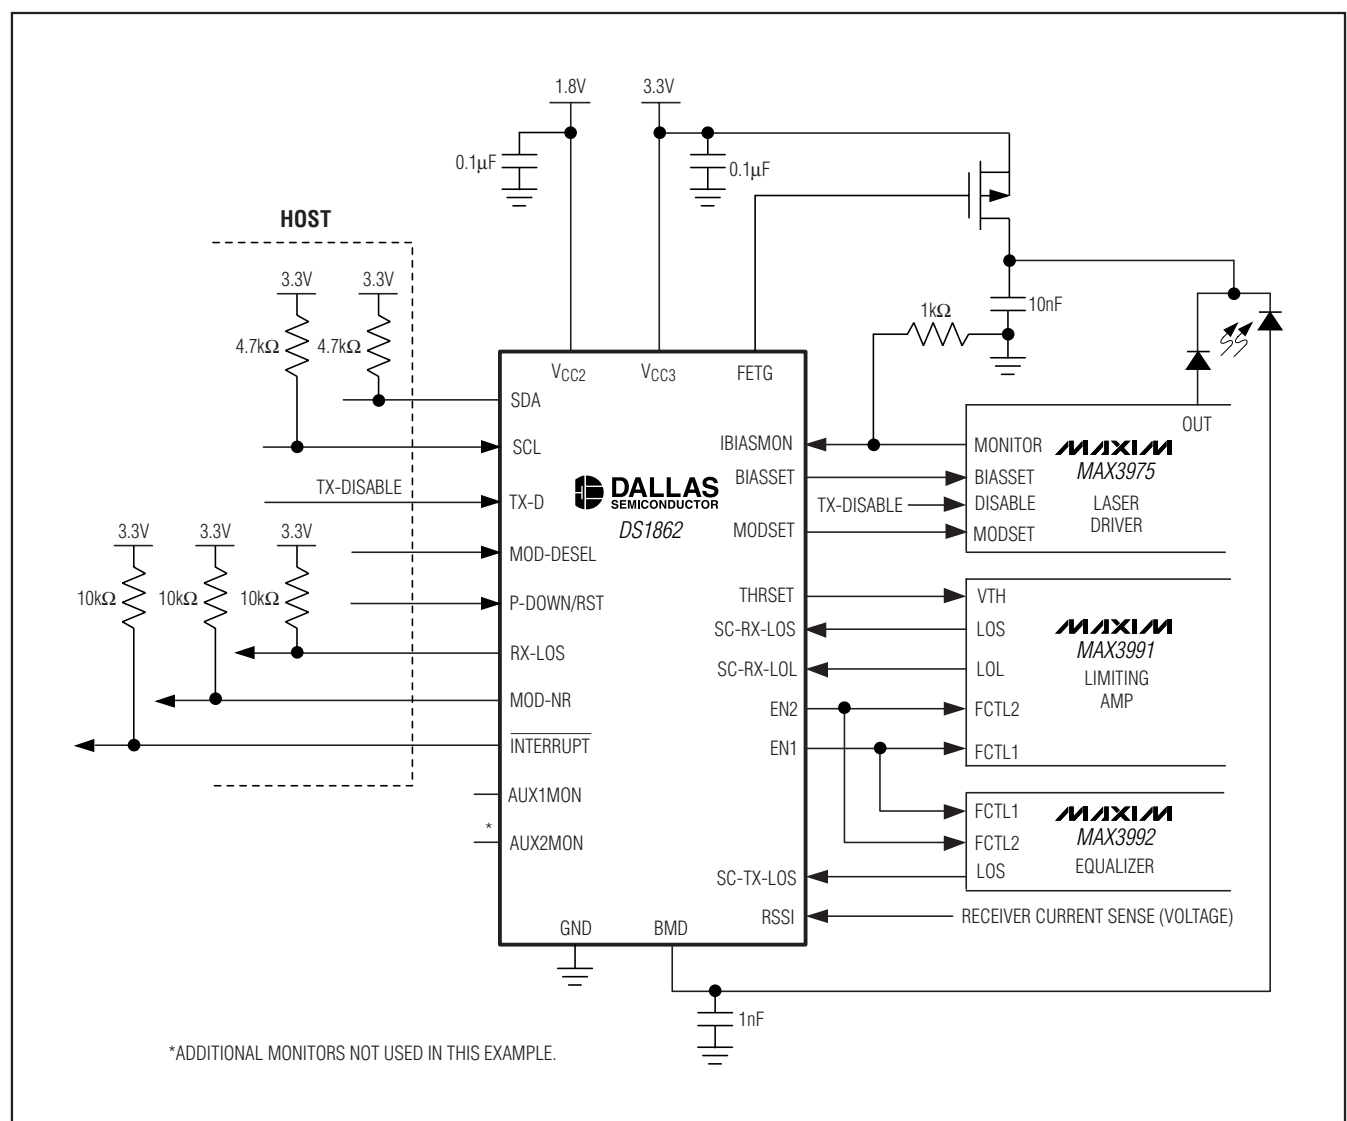 1.8V
3.3V
0.1µF
0.1µF
HOST
3.3V
3.3V
4.7kΩ
4.7kΩ
1kΩ
10nF
VCC2
VCC3
FETG
SDA
SCL
TX-DISABLE
TX-D
MOD-DESEL
P-DOWN/RST
3.3V
3.3V
3.3V
10kΩ
10kΩ
10kΩ
RX-LOS
MOD-NR
INTERRUPT
AUX1MON
*
AUX2MON
DALLAS
SEMICONDUCTOR
DS1862
IBIASMON
BIASSET
MODSET
THRSET
SC-RX-LOS
SC-RX-LOL
EN2
EN1
SC-TX-LOS
RSSI
GND
BMD
TX-DISABLE
OUT
MONITOR
BIASSET
DISABLE
MODSET
MAXIM
MAX3975
LASER
DRIVER
VTH
LOS
LOL
FCTL2
FCTL1
MAXIM
MAX3991
LIMITING
AMP
FCTL1
FCTL2
LOS
MAXIM
MAX3992
EQUALIZER
RECEIVER CURRENT SENSE (VOLTAGE)
1nF
*ADDITIONAL MONITORS NOT USED IN THIS EXAMPLE.